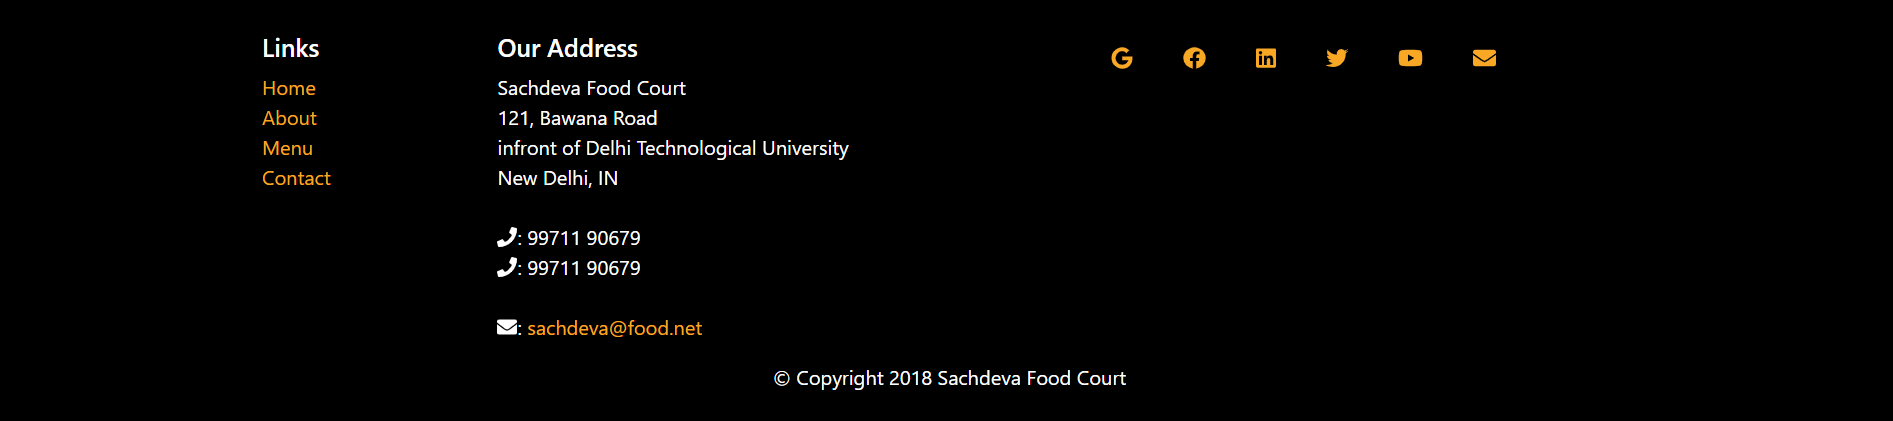 Links
Home
About
Menu
Contact
Our Address
Sachdeva Food Court
121, Bawana Road
infront of Delhi Technological University
New Delhi, IN
: 99711 90679
: 99711 90679
: sachdeva@food.net
© Copyright 2018 Sachdeva Food Court